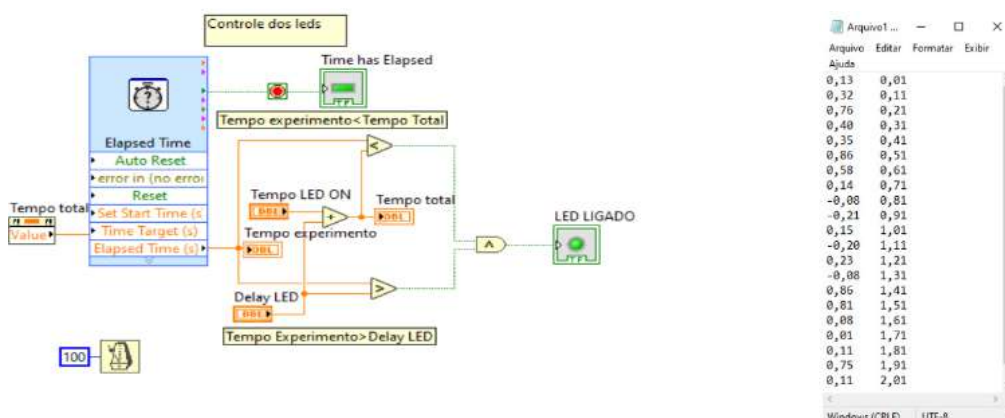 Controle dos leds
Time has Elapsed
TF
Tempo experimento<Tempo Total
Elapsed Time
Auto Reset
error in (no erro
Reset
Set Start Time (s
Time Target (s)
Elapsed Time (s)
Tempo total
Value
Tempo LED ON
DBL
Tempo total
DBL
Tempo experimento
DBL
LED LIGADO
TF
Delay LED
DBL
Tempo Experimento>Delay LED
100
Arquivo1 ...
Arquivo Editar Formatar Exibir
Ajuda
0,13 0,01
0,32 0,11
0,76 0,21
0,40 0,31
0,35 0,41
0,86 0,51
0,58 0,61
0,14 0,71
-0,08 0,81
-0,21 0,91
0,15 1,01
-0,20 1,11
0,23 1,21
-0,08 1,31
0,86 1,41
0,81 1,51
0,08 1,61
0,01 1,71
0,11 1,81
0,75 1,91
0,11 2,01
Windows (CRLF) UTF-8